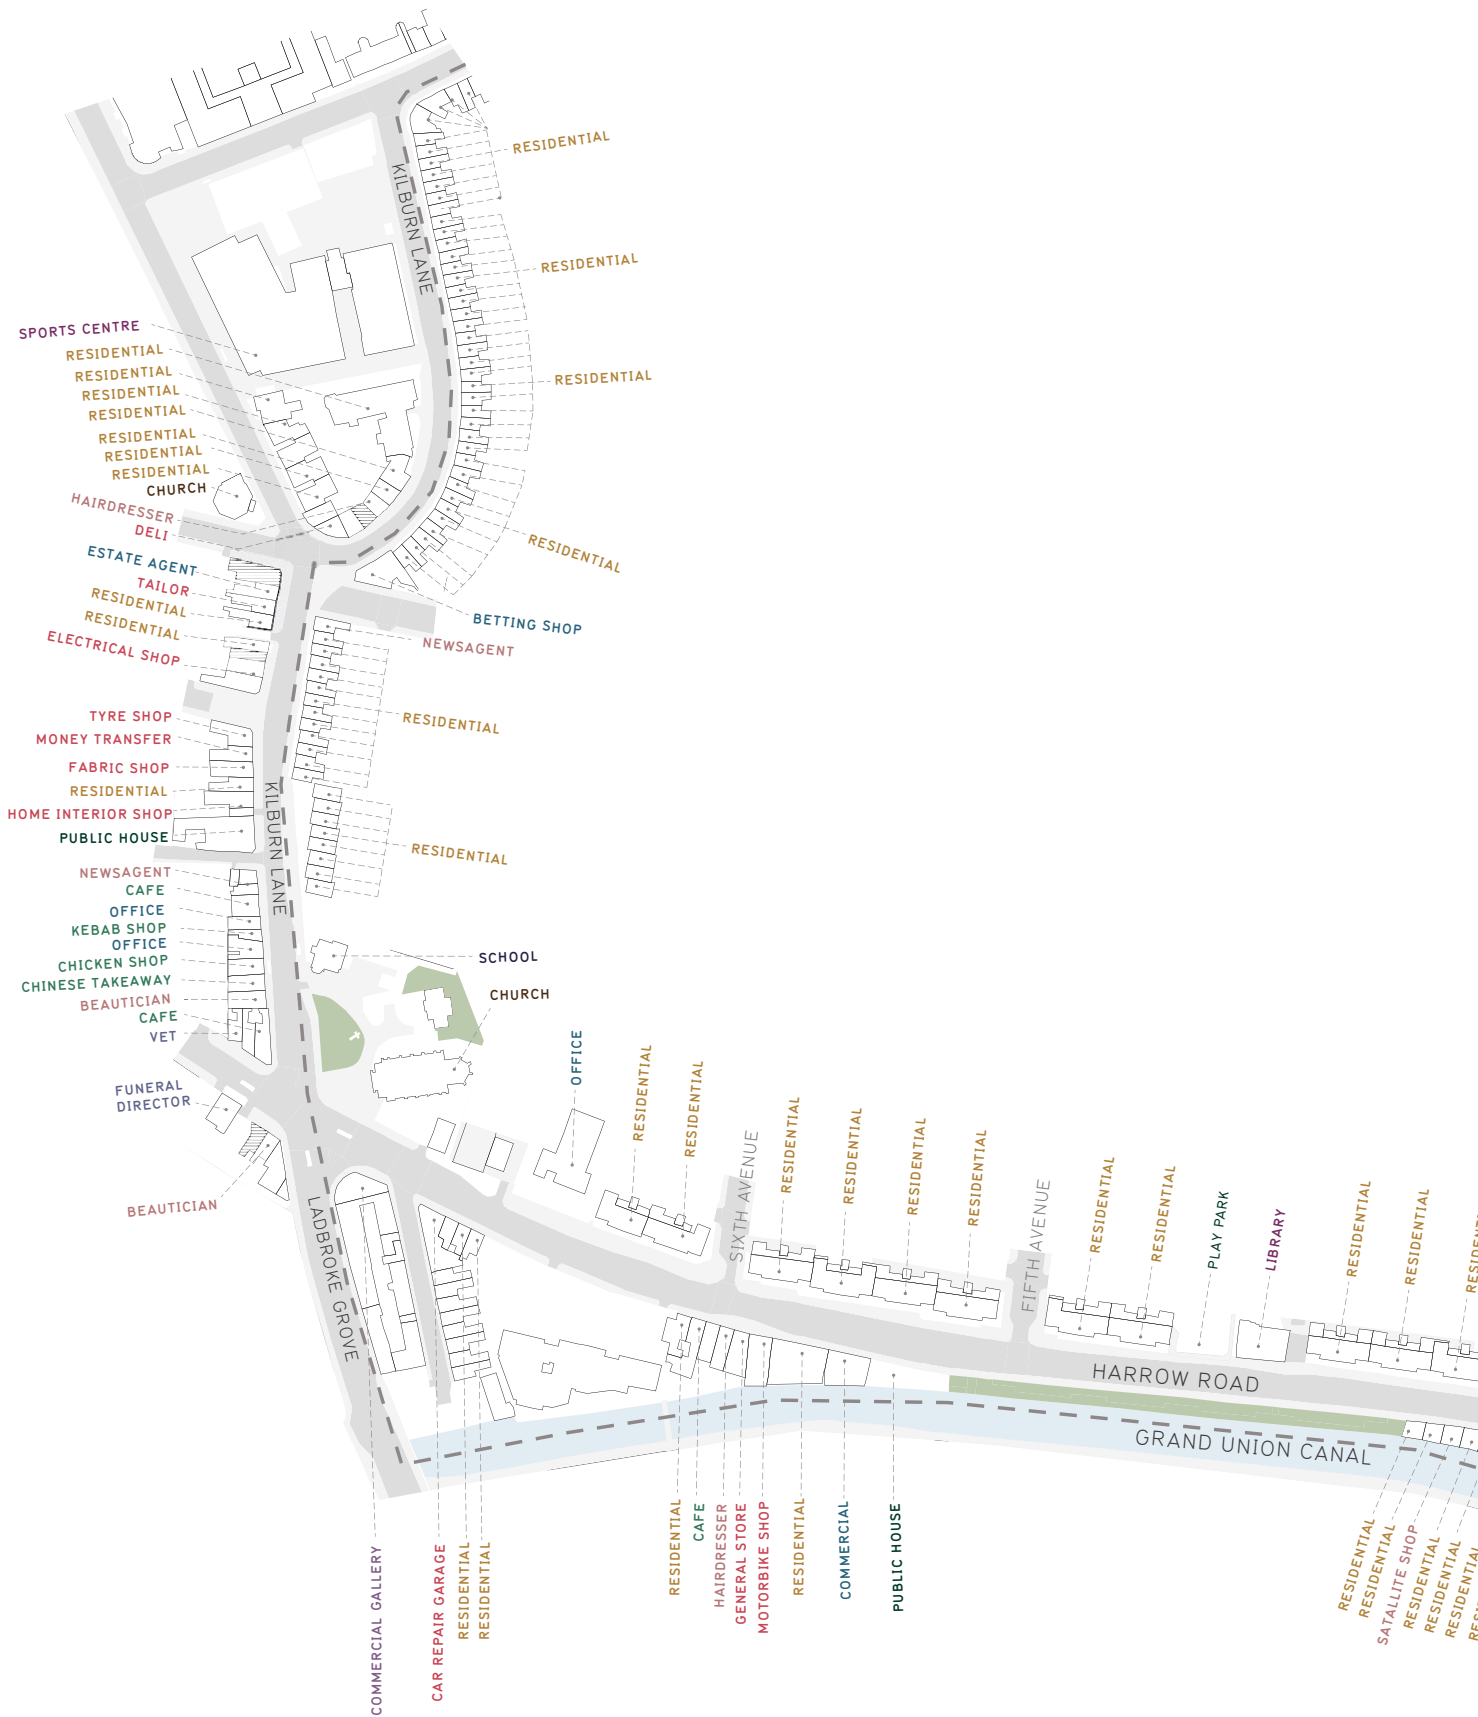 RESIDENTIAL
KILBURN LANE
RESIDENTIAL
SPORTS CENTRE
RESIDENTIAL
RESIDENTIAL
RESIDENTIAL
RESIDENTIAL
RESIDENTIAL
RESIDENTIAL
RESIDENTIAL
RESIDENTIAL
CHURCH
HAIRDRESSER
DELI
ESTATE AGENT
TAILOR
RESIDENTIAL
RESIDENTIAL
ELECTRICAL SHOP
RESIDENTIAL
BETTING SHOP
NEWSAGENT
RESIDENTIAL
TYRE SHOP
MONEY TRANSFER
FABRIC SHOP
RESIDENTIAL
HOME INTERIOR SHOP
PUBLIC HOUSE
KILBURN LANE
RESIDENTIAL
NEWSAGENT
CAFE
OFFICE
KEBAB SHOP
OFFICE
CHICKEN SHOP
CHINESE TAKEAWAY
BEAUTICIAN
CAFE
VET
SCHOOL
CHURCH
FUNERAL
DIRECTOR
BEAUTICIAN
LADBROKE GROVE
OFFICE
RESIDENTIAL
RESIDENTIAL
SIXTH AVENUE
RESIDENTIAL
RESIDENTIAL
RESIDENTIAL
RESIDENTIAL
FIFTH AVENUE
RESIDENTIAL
RESIDENTIAL
PLAY PARK
LIBRARY
RESIDENTIAL
RESIDENTIAL
HARROW ROAD
GRAND UNION CANAL
COMMERCIAL GALLERY
CAR REPAIR GARAGE
RESIDENTIAL
RESIDENTIAL
RESIDENTIAL
CAFE
HAIRDRESSER
GENERAL STORE
MOTORBIKE SHOP
RESIDENTIAL
COMMERCIAL
PUBLIC HOUSE
RESIDENTIAL
RESIDENTIAL
SATALLITE SHOP
RESIDENTIAL
RESIDENTIAL
RESIDENTIAL